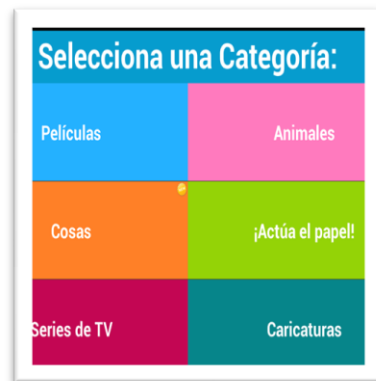 Selecciona una Categoría:
Películas
Animales
Cosas
¡Actúa el papel!
Series de TV
Caricaturas